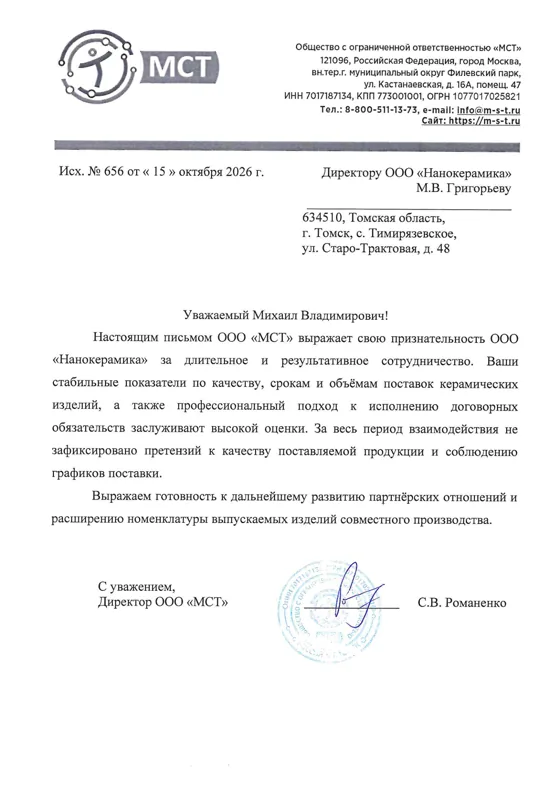 МСТ
Общество с ограниченной ответственностью «МСТ»
121096, Российская Федерация, город Москва,
вн.тер.г. муниципальный округ Филевский парк,
ул. Кастанаевская, д. 16А, помещ. 47
ИНН 7017187134, КПП 773001001, ОГРН 1077017025821
Тел.: 8-800-511-13-73, e-mail: info@m-s-t.ru
Сайт: https://m-s-t.ru
Исх. № 656 от « 15 » октября 2026 г.
Директору ООО «Нанокерамика»
М.В. Григорьеву
634510, Томская область,
г. Томск, с. Тимирязевское,
ул. Старо-Трактовая, д. 48
Уважаемый Михаил Владимирович!
Настоящим письмом ООО «МСТ» выражает свою признательность ООО
«Нанокерамика» за длительное и результативное сотрудничество. Ваши
стабильные показатели по качеству, срокам и объёмам поставок керамических
изделий, а также профессиональный подход к исполнению договорных
обязательств заслуживают высокой оценки. За весь период взаимодействия не
зафиксировано претензий к качеству поставляемой продукции и соблюдению
графиков поставки.
Выражаем готовность к дальнейшему развитию партнёрских отношений и
расширению номенклатуры выпускаемых изделий совместного производства.
С уважением,
Директор ООО «МСТ»
С.В. Романенко